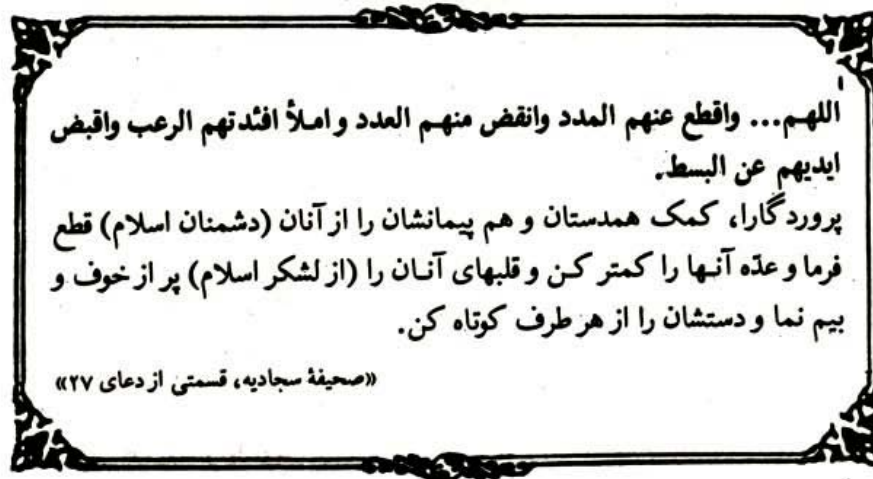 اللهم... واقطع عنهم المدد وانقض منهم العدد و املأ افئدتهم الرعب واقبض
ایدیهم عن البسط.
پروردگارا، کمک همدستان و هم پیمانشان را از آنان (دشمنان اسلام) قطع
فرما و عدّه آنها را کمتر کن و قلبهای آنان را (از لشکر اسلام) پر از خوف و
بیم نما و دستشان را از هر طرف کوتاه کن.
«صحیفهٔ سجادیه، قسمتی از دعای ۲۷»